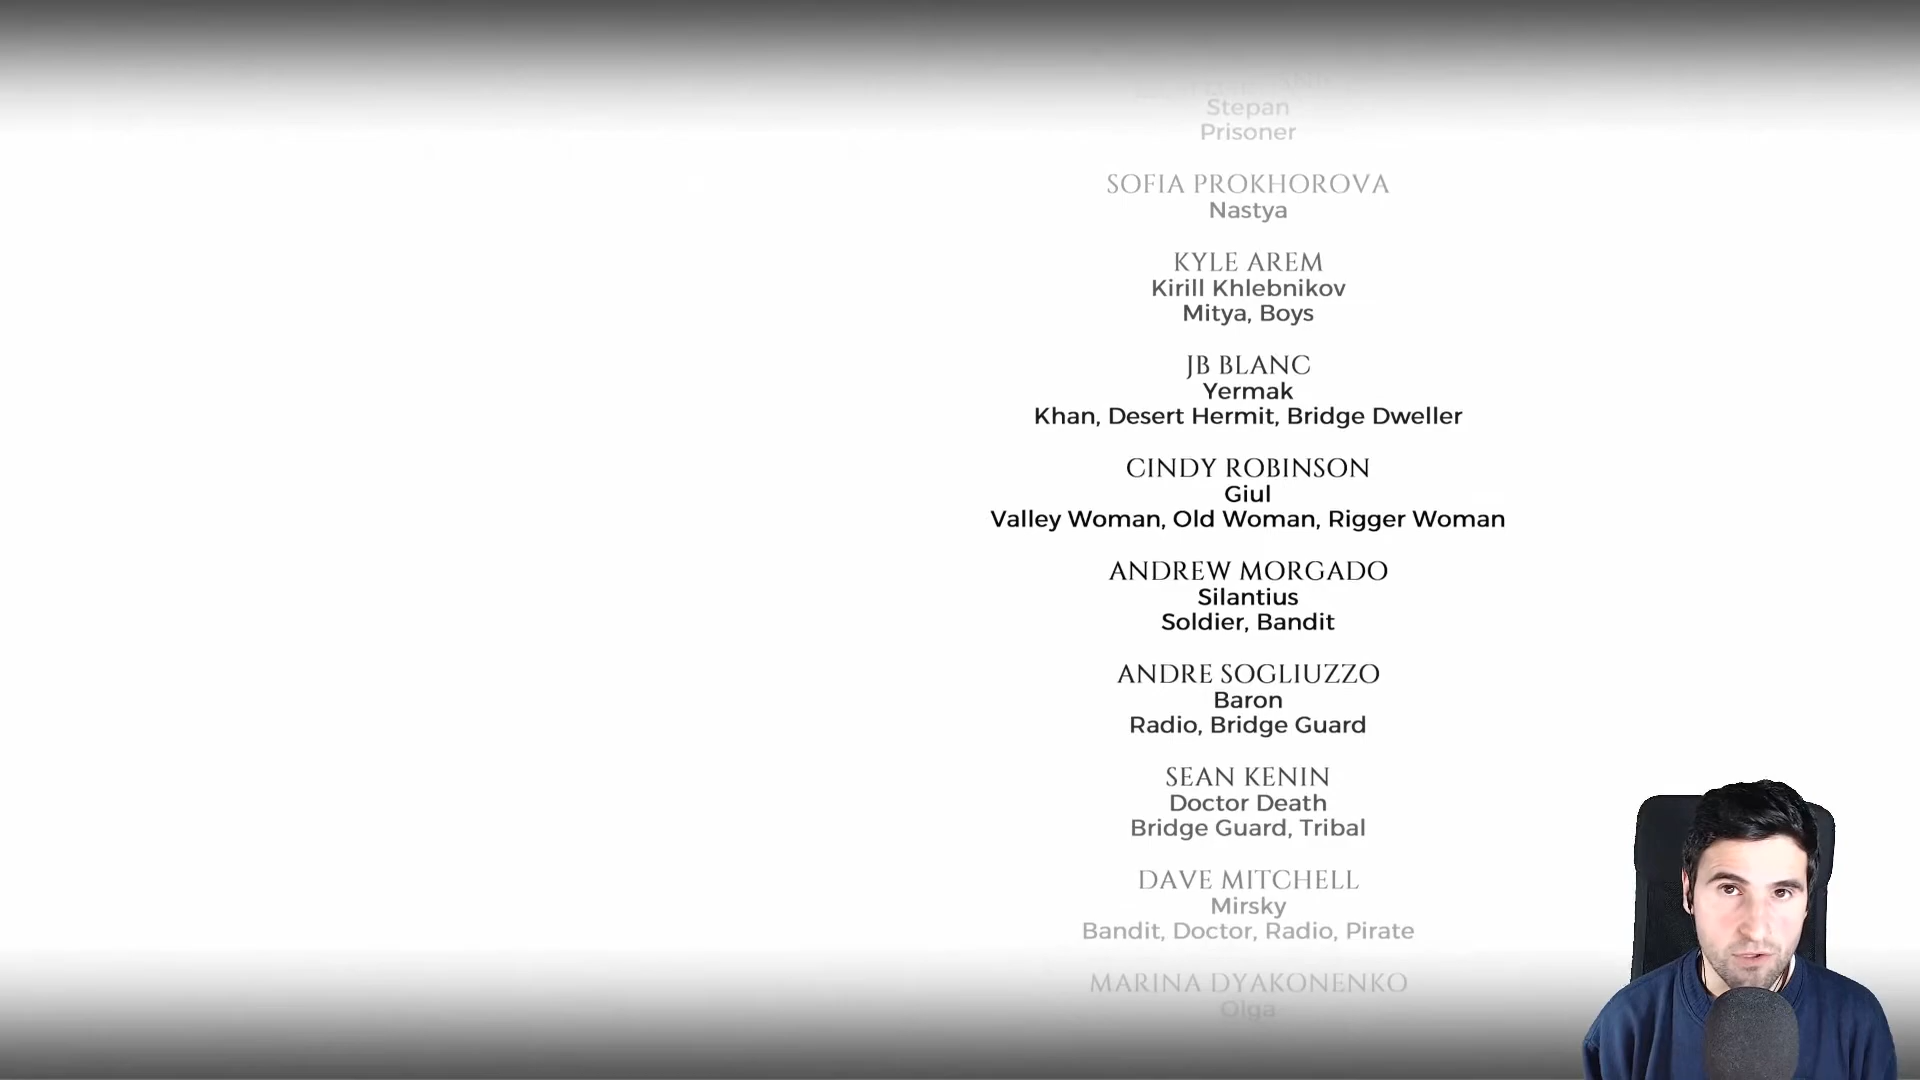 Stepan
Prisoner
SOFIA PROKHOROVA
Nastya
KYLE AREM
Kirill Khlebnikov
Mitya, Boys
JB BLANC
Yermak
Khan, Desert Hermit, Bridge Dweller
CINDY ROBINSON
Giul
Valley Woman, Old Woman, Rigger Woman
ANDREW MORGADO
Silantius
Soldier, Bandit
ANDRE SOGLIUZZO
Baron
Radio, Bridge Guard
SEAN KENIN
Doctor Death
Bridge Guard, Tribal
DAVE MITCHELL
Mirsky
Bandit, Doctor, Radio, Pirate
MARINA DYAKONENKO
Olga